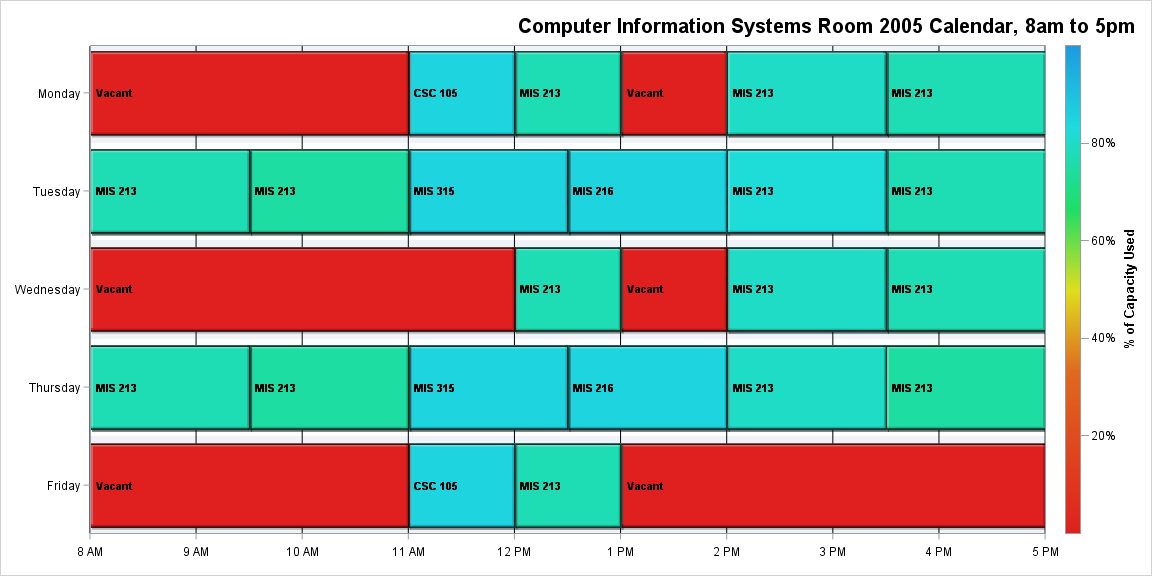 Computer Information Systems Room 2005 Calendar, 8am to 5pm
Monday
Vacant
CSC 105
MIS 213
Vacant
MIS 213
MIS 213
Tuesday
MIS 213
MIS 213
MIS 315
MIS 216
MIS 213
MIS 213
Wednesday
Vacant
MIS 213
Vacant
MIS 213
MIS 213
Thursday
MIS 213
MIS 213
MIS 315
MIS 216
MIS 213
MIS 213
Friday
Vacant
CSC 105
MIS 213
Vacant
8 AM
9 AM
10 AM
11 AM
12 PM
1 PM
2 PM
3 PM
4 PM
5 PM
80%
60%
40%
20%
% of Capacity Used